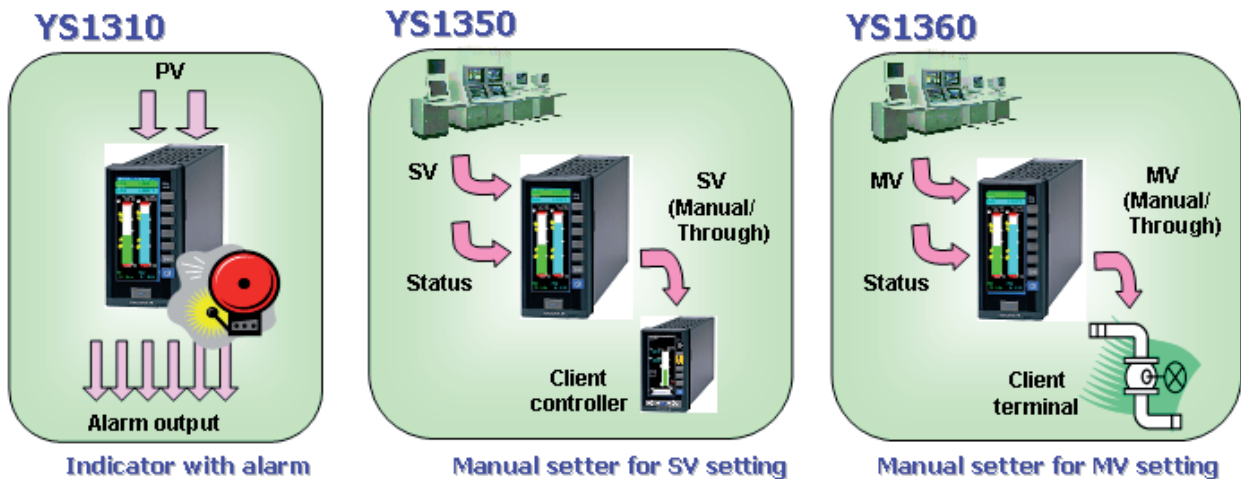 YS1310
PV
Alarm output
Indicator with alarm
YS1350
SV
Status
SV
(Manual/
Through)
Client
controller
Manual setter for SV setting
YS1360
MV
Status
MV
(Manual/
Through)
Client
terminal
Manual setter for MV setting